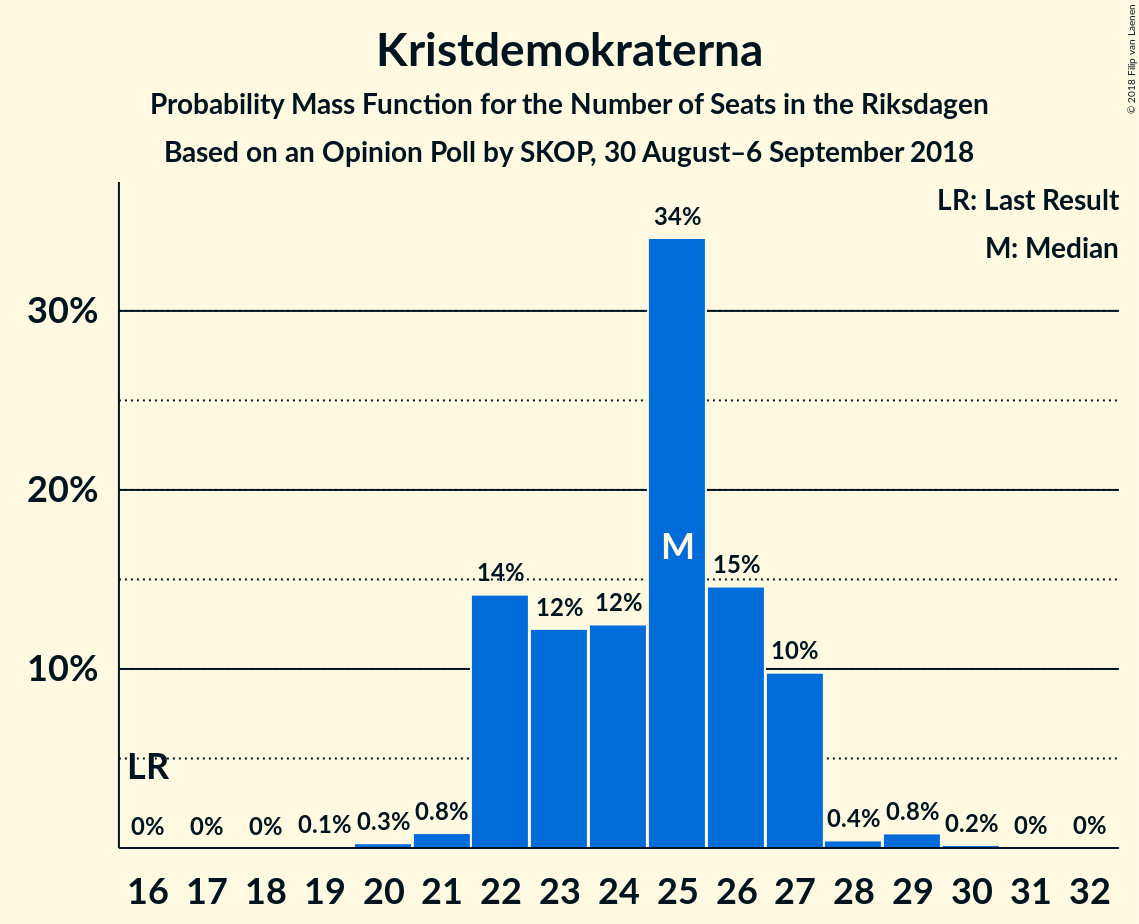 Kristdemokraterna
Probability Mass Function for the Number of Seats in the Riksdagen
Based on an Opinion Poll by SKOP, 30 August–6 September 2018
© 2018 Filip van Laenen
LR: Last Result
M: Median
30%
20%
10%
LR
M
0% 0% 0% 0.1% 0.3% 0.8% 14% 12% 12% 34% 15% 10% 0.4% 0.8% 0.2% 0% 0%
16 17 18 19 20 21 22 23 24 25 26 27 28 29 30 31 32